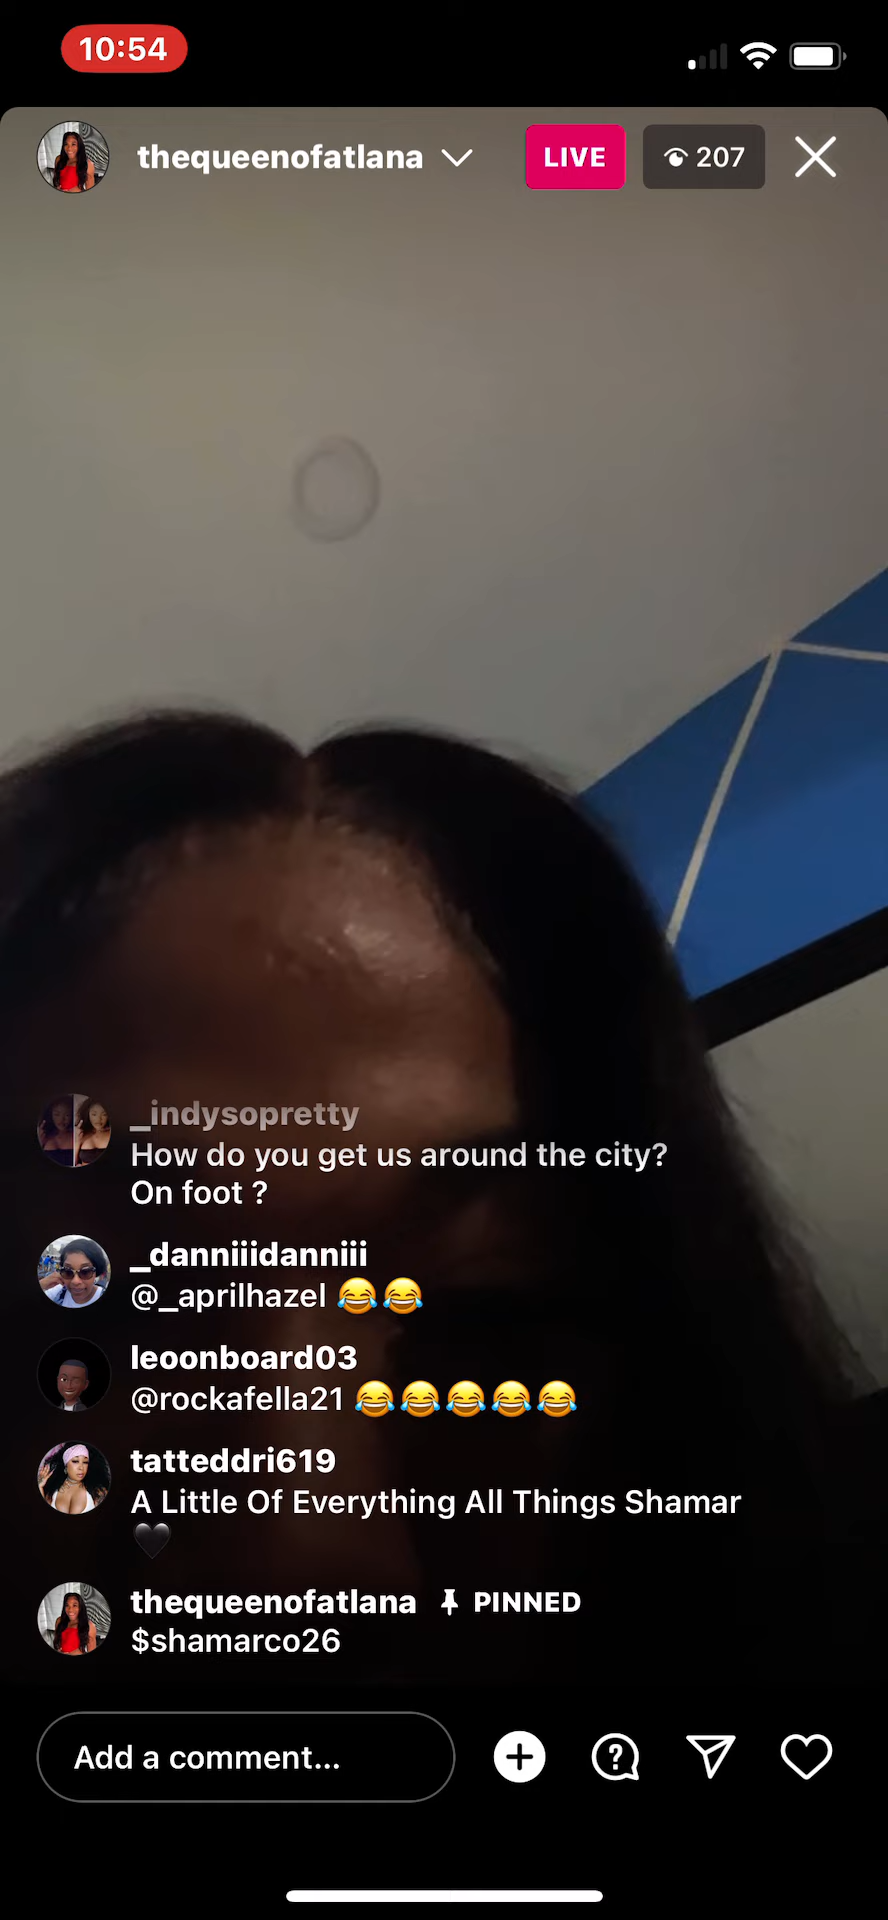 10:54
thequeenofatlana
LIVE
207
_indysopretty
How do you get us around the city?
On foot ?
_danniiidanniii
@_aprilhazel 😂😂
leoonboard03
@rockafella21 😂😂😂😂😂
tatteddri619
A Little Of Everything All Things Shamar
🖤
thequeenofatlana PINNED
$shamarco26
Add a comment...